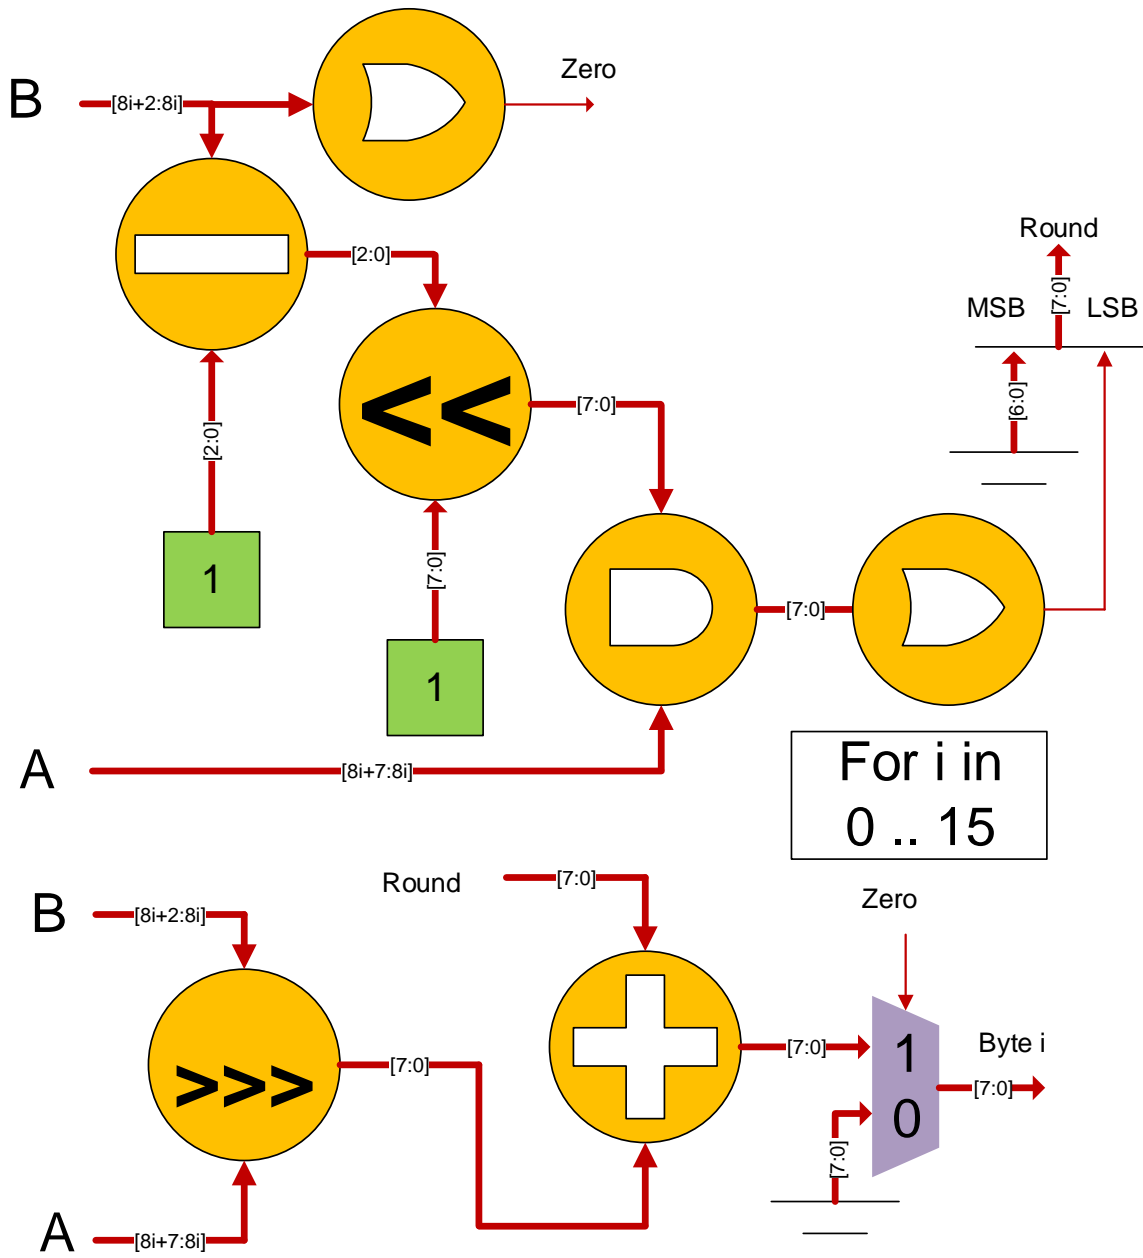 Zero
B
[8i+2:8i]
Round
[2:0]
MSB
LSB
[7:0]
[6:0]
<<
[7:0]
[2:0]
[7:0]
1
[7:0]
1
A
[8i+7:8i]
For i in
0 .. 15
Round
[7:0]
Zero
B
[8i+2:8i]
[7:0]
1
Byte i
>>>
[7:0]
0
[7:0]
[7:0]
A
[8i+7:8i]